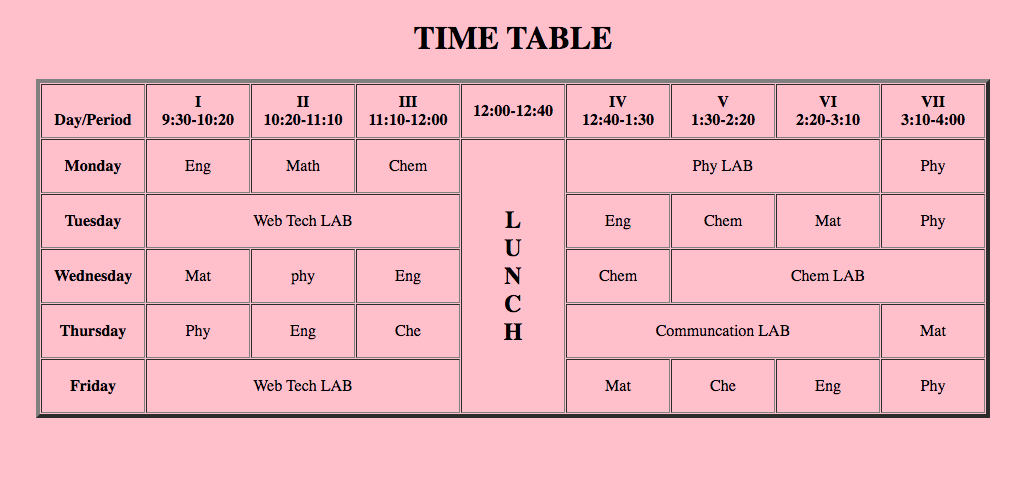 TIME TABLE
Day/Period
I
9:30-10:20
II
10:20-11:10
III
11:10-12:00
12:00-12:40
IV
12:40-1:30
V
1:30-2:20
VI
2:20-3:10
VII
3:10-4:00
Monday
Eng
Math
Chem
L
U
N
C
H
Phy LAB
Phy
Tuesday
Web Tech LAB
Eng
Chem
Mat
Phy
Wednesday
Mat
phy
Eng
Chem
Chem LAB
Thursday
Phy
Eng
Che
Communcation LAB
Mat
Friday
Web Tech LAB
Mat
Che
Eng
Phy